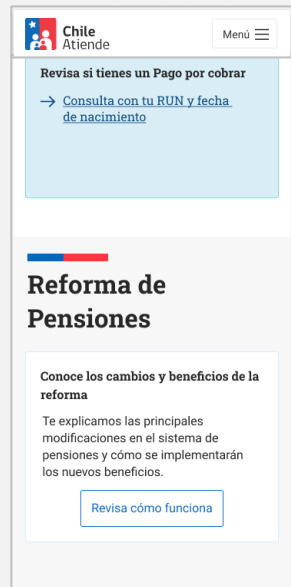 Chile
Atiende
Menú
Revisa si tienes un Pago por cobrar
Consulta con tu RUN y fecha
de nacimiento
Reforma de
Pensiones
Conoce los cambios y beneficios de la
reforma
Te explicamos las principales
modificaciones en el sistema de
pensiones y cómo se implementarán
los nuevos beneficios.
Revisa cómo funciona